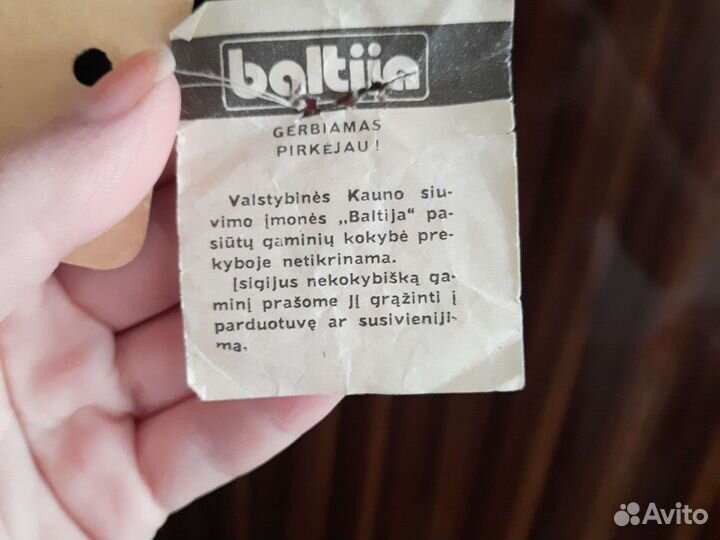 baltija
GERBIAMAS
PIRKĖJAU!
Valstybinės Kauno siu-
vimo įmonės „Baltija“ pa-
siūtų gaminių kokybė pre-
kyboje netikrinama.
Įsigijus nekokybišką ga-
minį prašome JĮ grąžinti į
parduotuvę ar susivieniji-
mą.
Avito